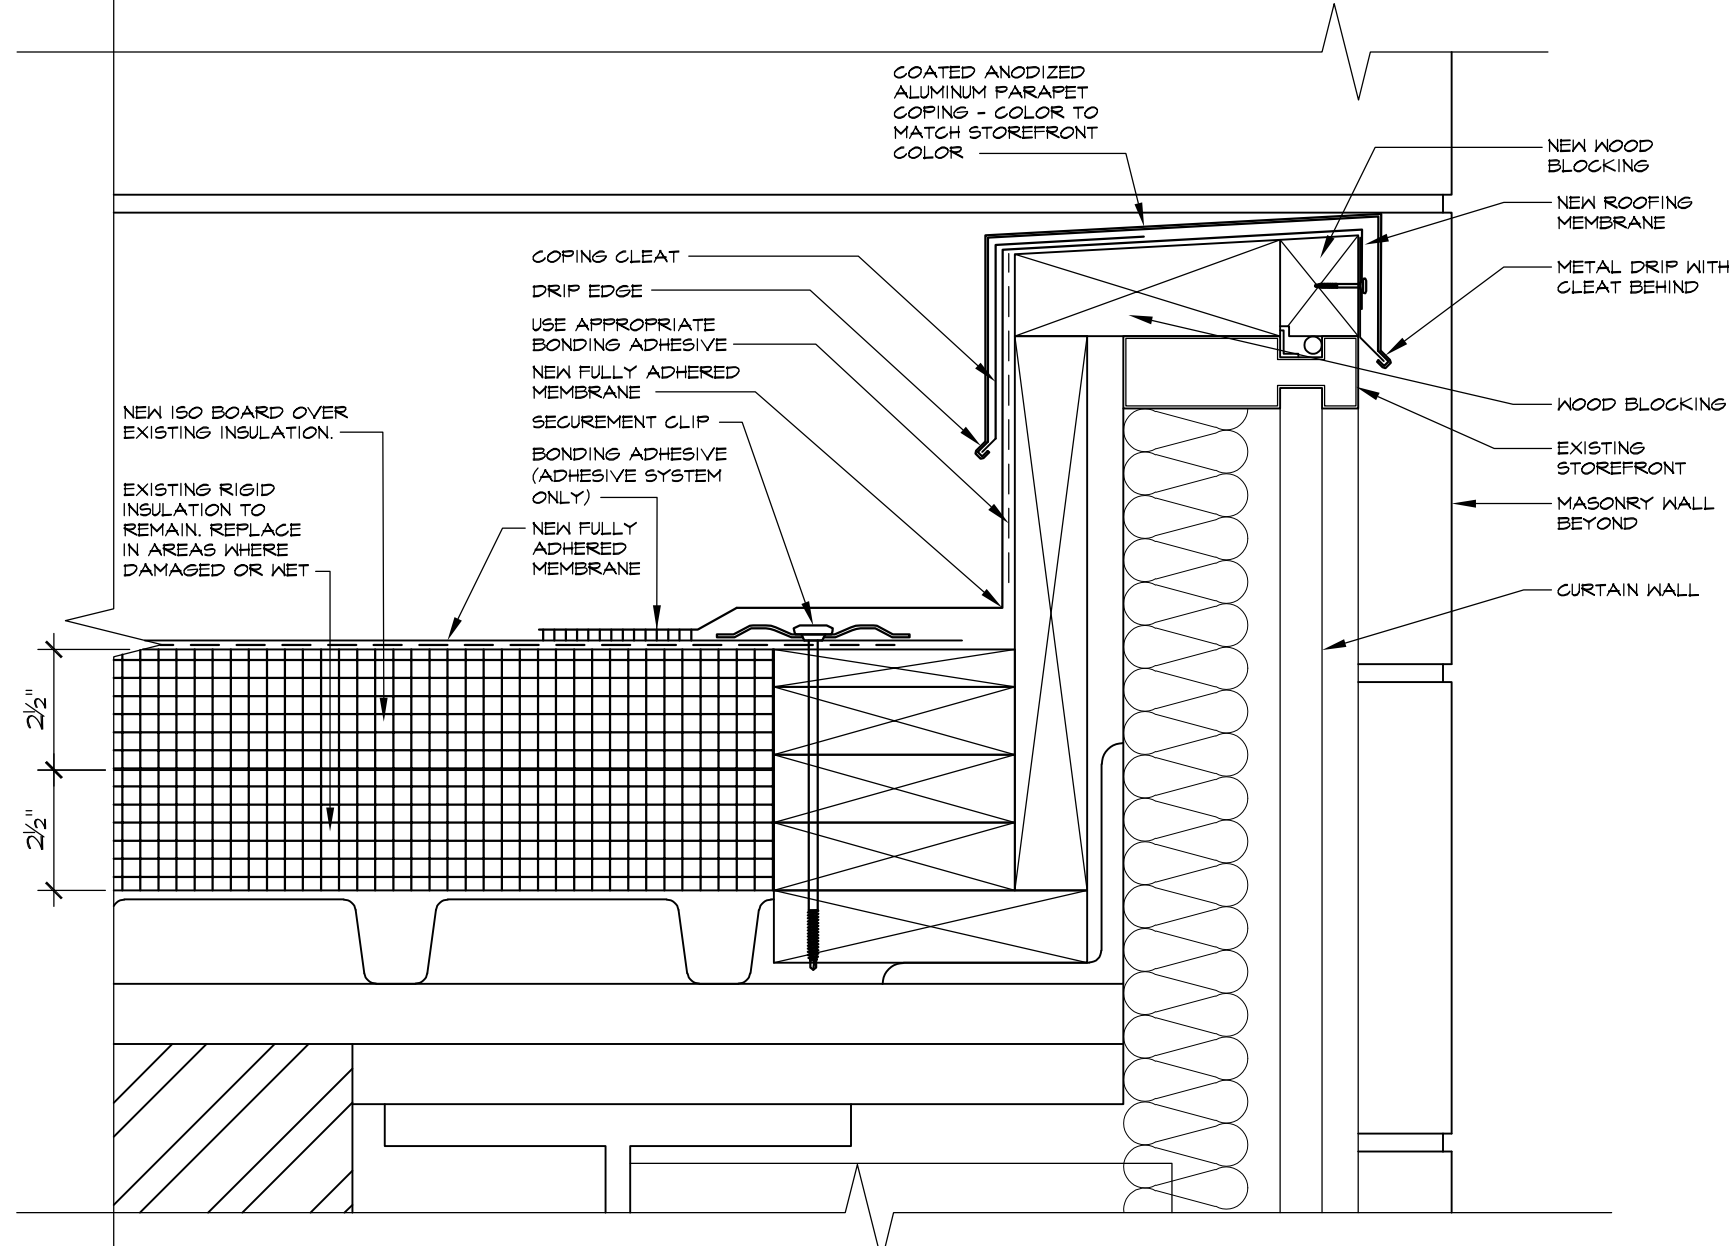 COATED ANODIZED
ALUMINUM PARAPET
COPING - COLOR TO
MATCH STOREFRONT
COLOR
NEW WOOD
BLOCKING
NEW ROOFING
MEMBRANE
METAL DRIP WITH
CLEAT BEHIND
WOOD BLOCKING
EXISTING
STOREFRONT
MASONRY WALL
BEYOND
CURTAIN WALL
COPING CLEAT
DRIP EDGE
USE APPROPRIATE
BONDING ADHESIVE
NEW FULLY ADHERED
MEMBRANE
SECUREMENT CLIP
BONDING ADHESIVE
(ADHESIVE SYSTEM
ONLY)
NEW FULLY
ADHERED
MEMBRANE
NEW ISO BOARD OVER
EXISTING INSULATION.
EXISTING RIGID
INSULATION TO
REMAIN. REPLACE
IN AREAS WHERE
DAMAGED OR WET
2½"
2½"